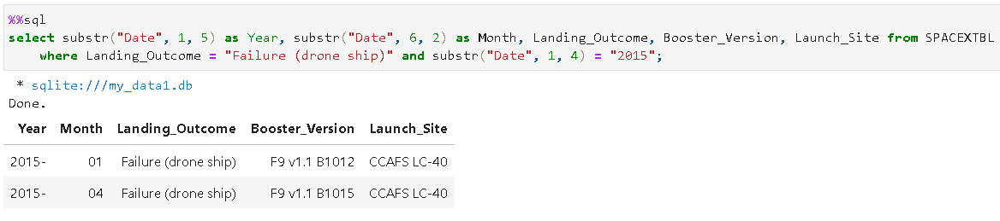 %%sql
select substr("Date", 1, 5) as Year, substr("Date", 6, 2) as Month, Landing_Outcome, Booster_Version, Launch_Site from SPACEXTBL
    where Landing_Outcome = "Failure (drone ship)" and substr("Date", 1, 4) = "2015";
* sqlite:///my_data1.db
Done.
Year Month Landing_Outcome Booster_Version Launch_Site
2015- 01 Failure (drone ship) F9 v1.1 B1012 CCAFS LC-40
2015- 04 Failure (drone ship) F9 v1.1 B1015 CCAFS LC-40